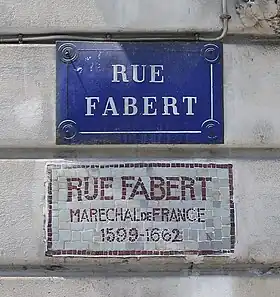 RUE
FABERT
RUE FABERT
MARECHAL DE FRANCE
1599-1662